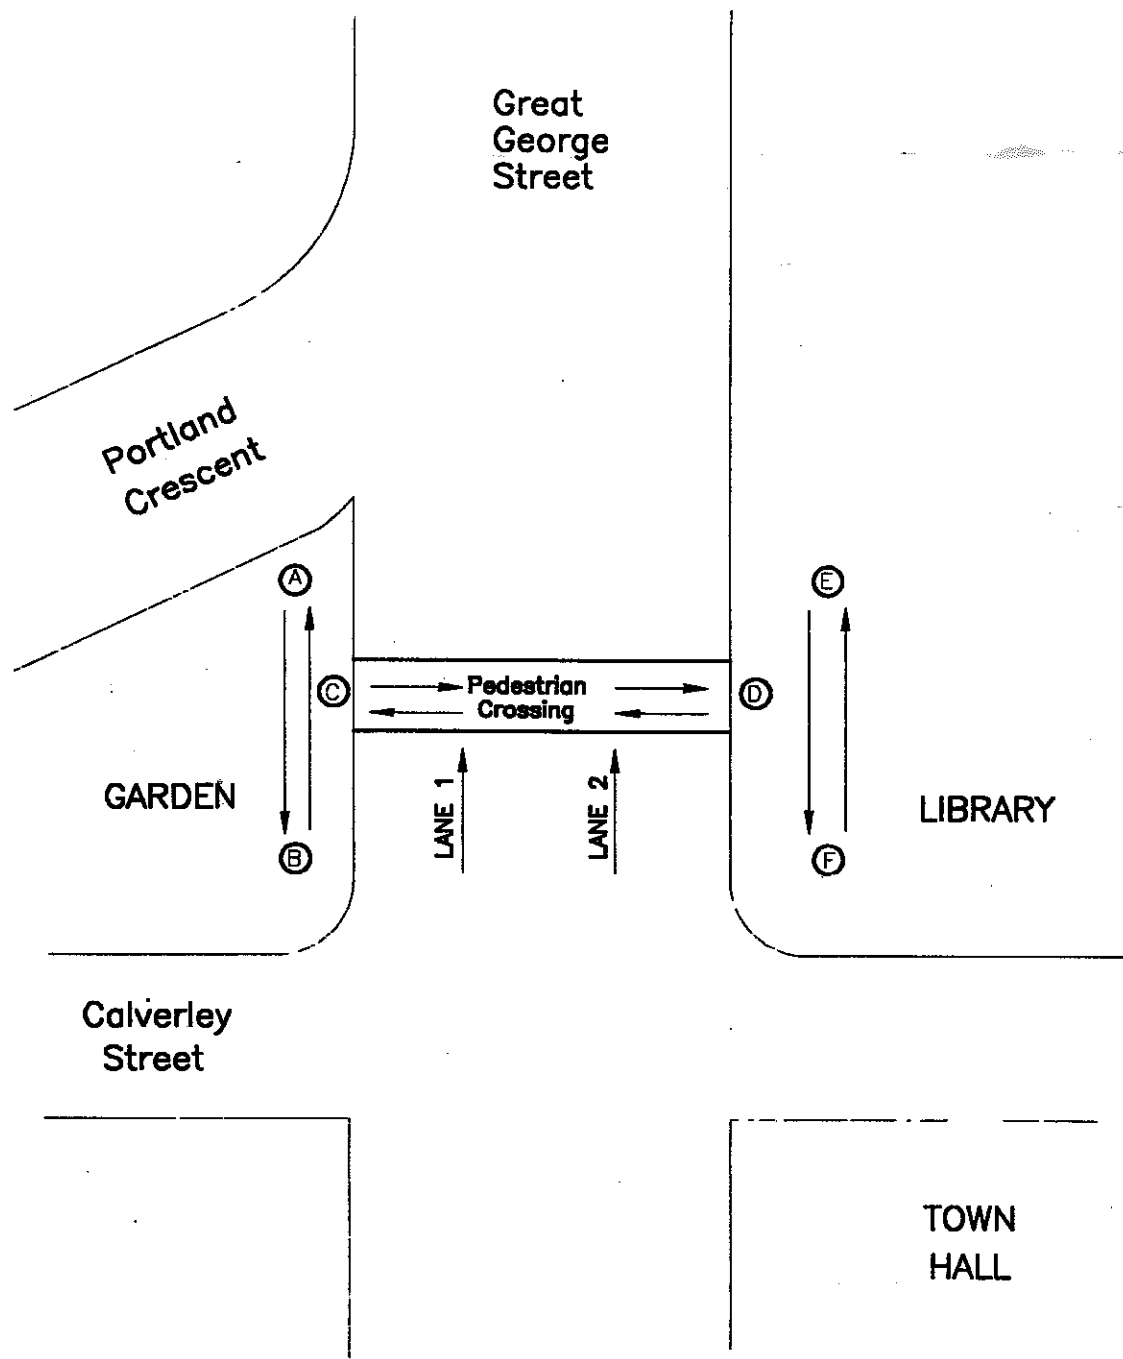 Great
George
Street
Portland
Crescent
A
E
C
Pedestrian
Crossing
D
GARDEN
LANE 1
LANE 2
LIBRARY
B
F
Calverley
Street
TOWN
HALL